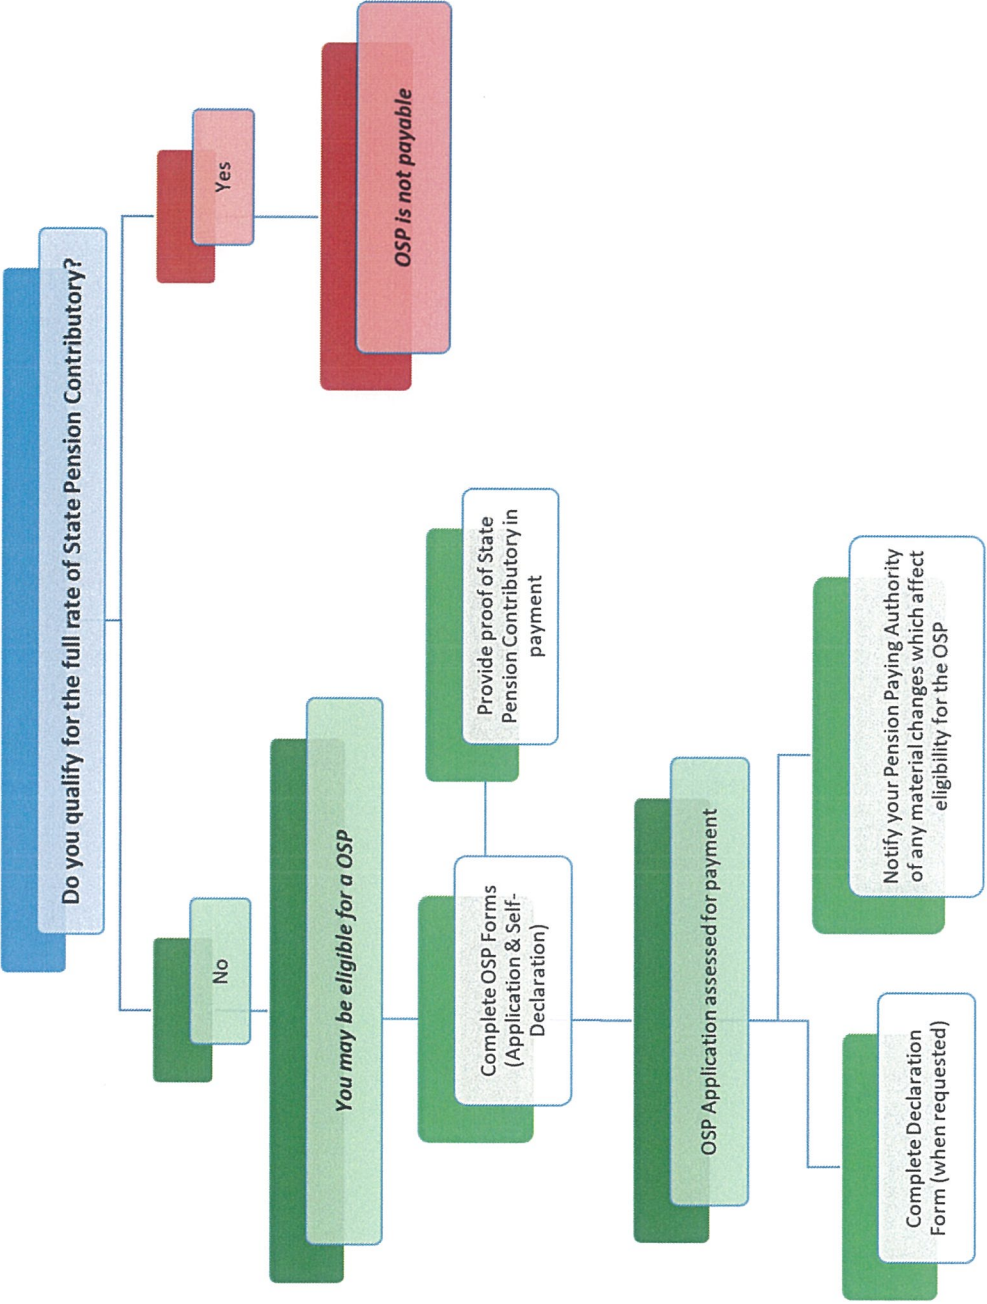 Do you qualify for the full rate of State Pension Contributory?
No
Yes
You may be eligible for a OSP
OSP is not payable
Complete OSP Forms
(Application & Self-
Declaration)
Provide proof of State
Pension Contributory in
payment
OSP Application assessed for payment
Complete Declaration
Form (when requested)
Notify your Pension Paying Authority
of any material changes which affect
eligibility for the OSP